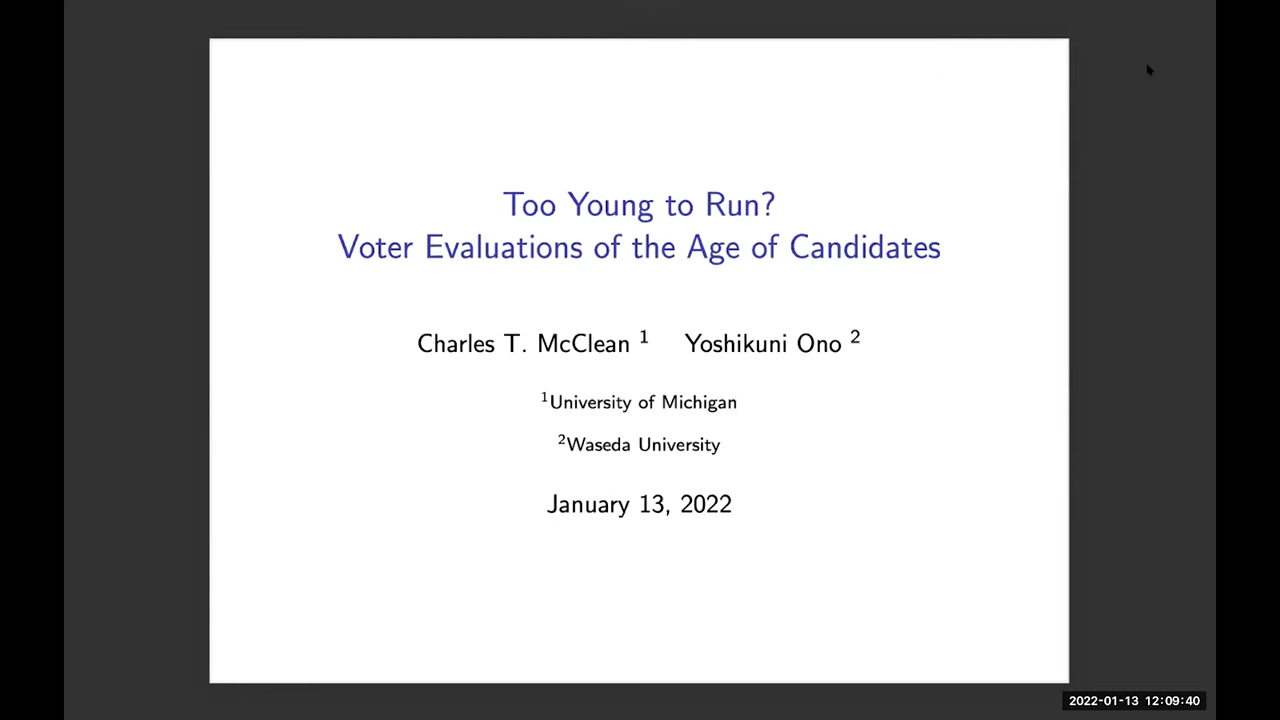 Too Young to Run?
Voter Evaluations of the Age of Candidates
Charles T. McClean ¹ Yoshikuni Ono ²
¹University of Michigan
²Waseda University
January 13, 2022
2022-01-13 12:09:40